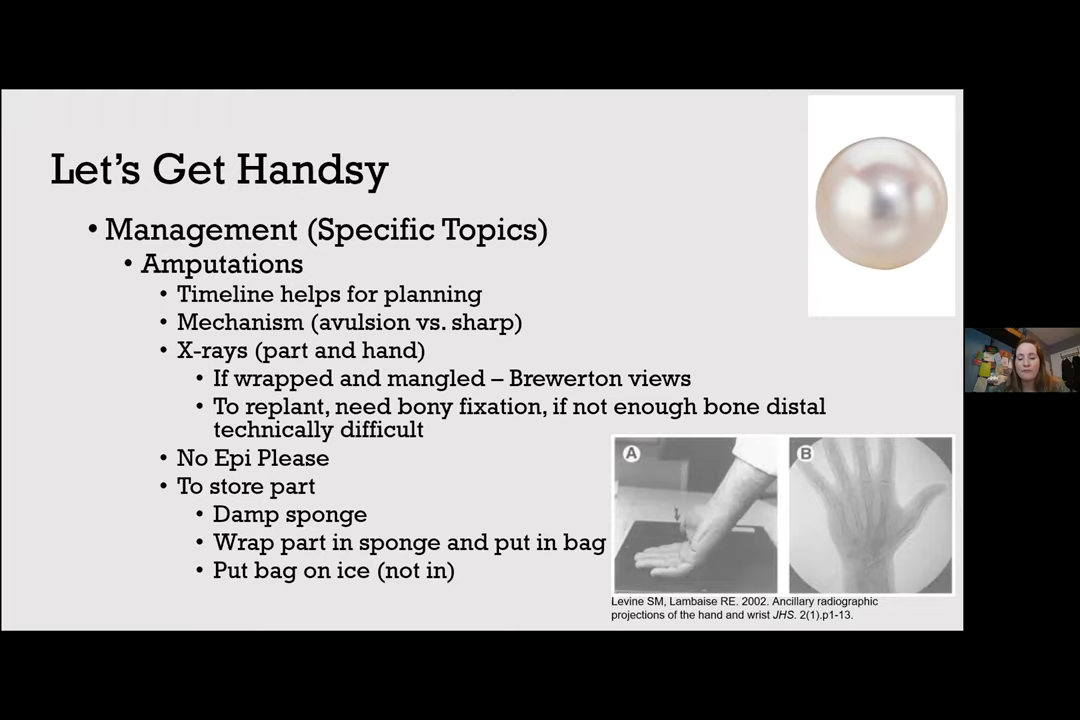 Let's Get Handsy
• Management (Specific Topics)
• Amputations
• Timeline helps for planning
• Mechanism (avulsion vs. sharp)
• X-rays (part and hand)
• If wrapped and mangled – Brewerton views
• To replant, need bony fixation, if not enough bone distal
technically difficult
• No Epi Please
• To store part
• Damp sponge
• Wrap part in sponge and put in bag
• Put bag on ice (not in)
A
B
Levine SM, Lambaise RE. 2002. Ancillary radiographic
projections of the hand and wrist JHS. 2(1).p1-13.